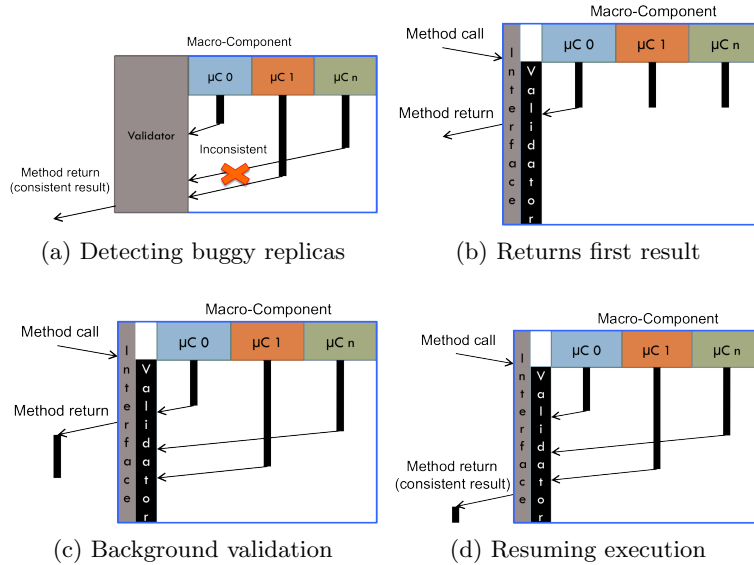 Macro-Component
µC 0
µC 1
µC n
Validator
Inconsistent
Method return
(consistent result)
(a) Detecting buggy replicas
Macro-Component
Method call
µC 0
µC 1
µC n
Interface
Validator
Method return
(b) Returns first result
Macro-Component
Method call
µC 0
µC 1
µC n
Interface
Validator
Method return
(c) Background validation
Macro-Component
Method call
µC 0
µC 1
µC n
Interface
Validator
Method return
(consistent result)
(d) Resuming execution